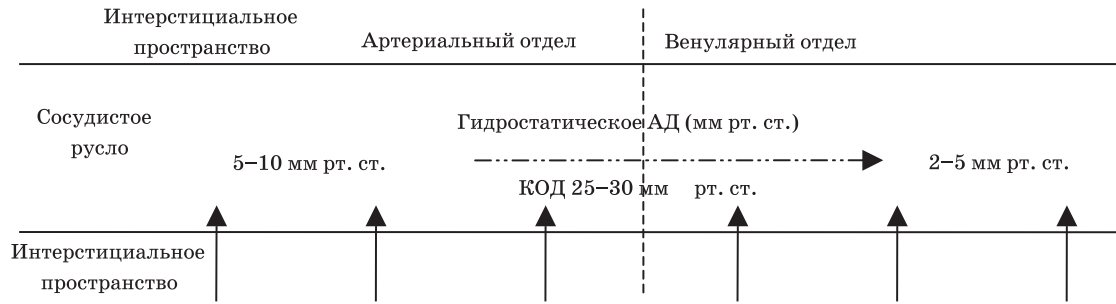 Интерстициальное
пространство
Артериальный отдел
Венулярный отдел
Сосудистое
русло
Гидростатическое АД (мм рт. ст.)
5–10 мм рт. ст.
2–5 мм рт. ст.
КОД 25–30 мм рт. ст.
Интерстициальное
пространство